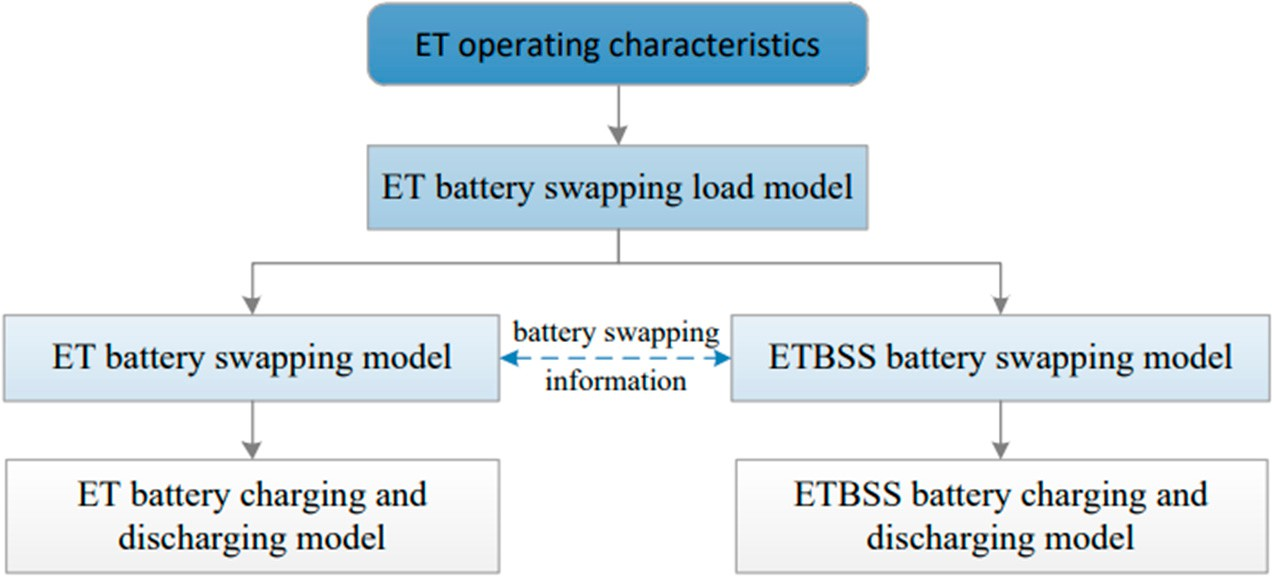 ET operating characteristics
ET battery swapping load model
ET battery swapping model
battery swapping
information
ETBSS battery swapping model
ET battery charging and
discharging model
ETBSS battery charging and
discharging model